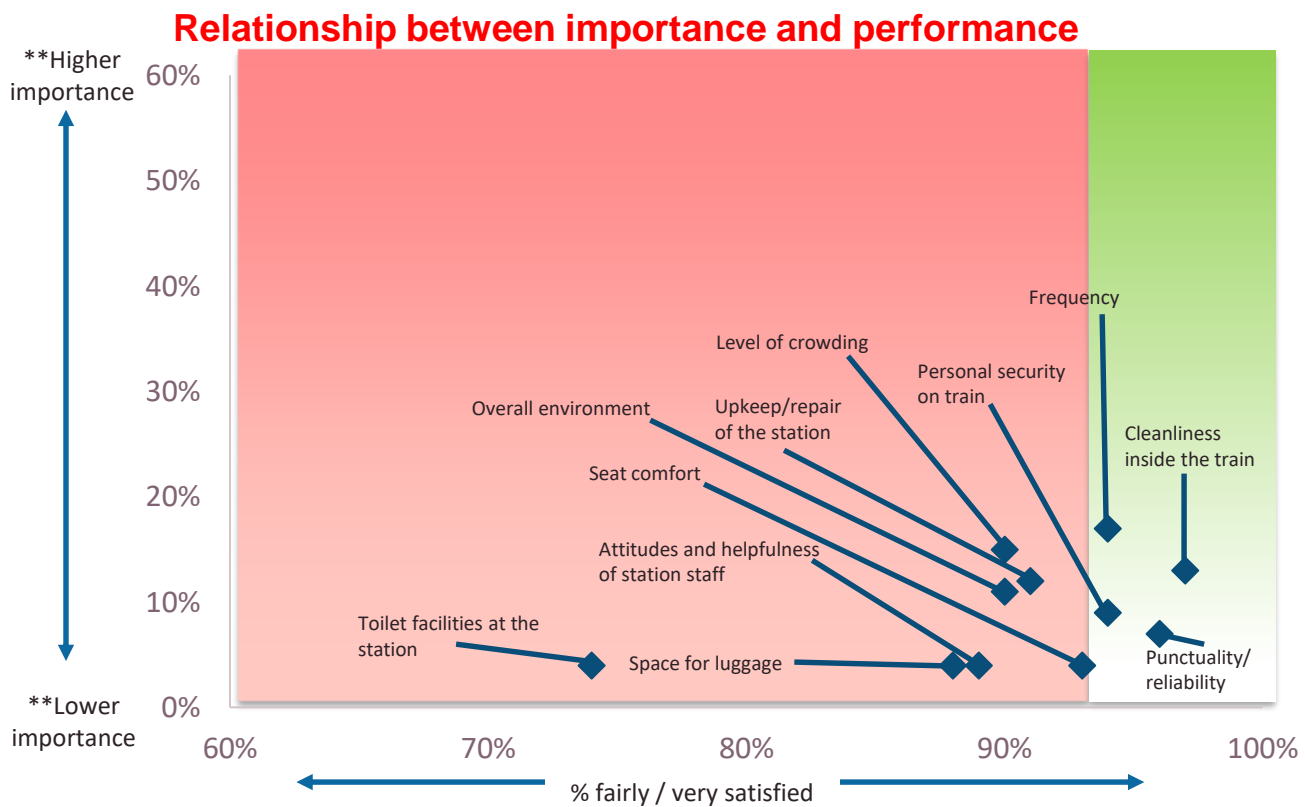 Relationship between importance and performance
**Higher
importance
60%
50%
40%
30%
20%
10%
0%
**Lower
importance
Frequency
Level of crowding
Personal security
on train
Overall environment
Upkeep/repair
of the station
Cleanliness
inside the train
Seat comfort
Attitudes and helpfulness
of station staff
Toilet facilities at the
station
Space for luggage
Punctuality/
reliability
60%
70%
80%
90%
100%
% fairly / very satisfied